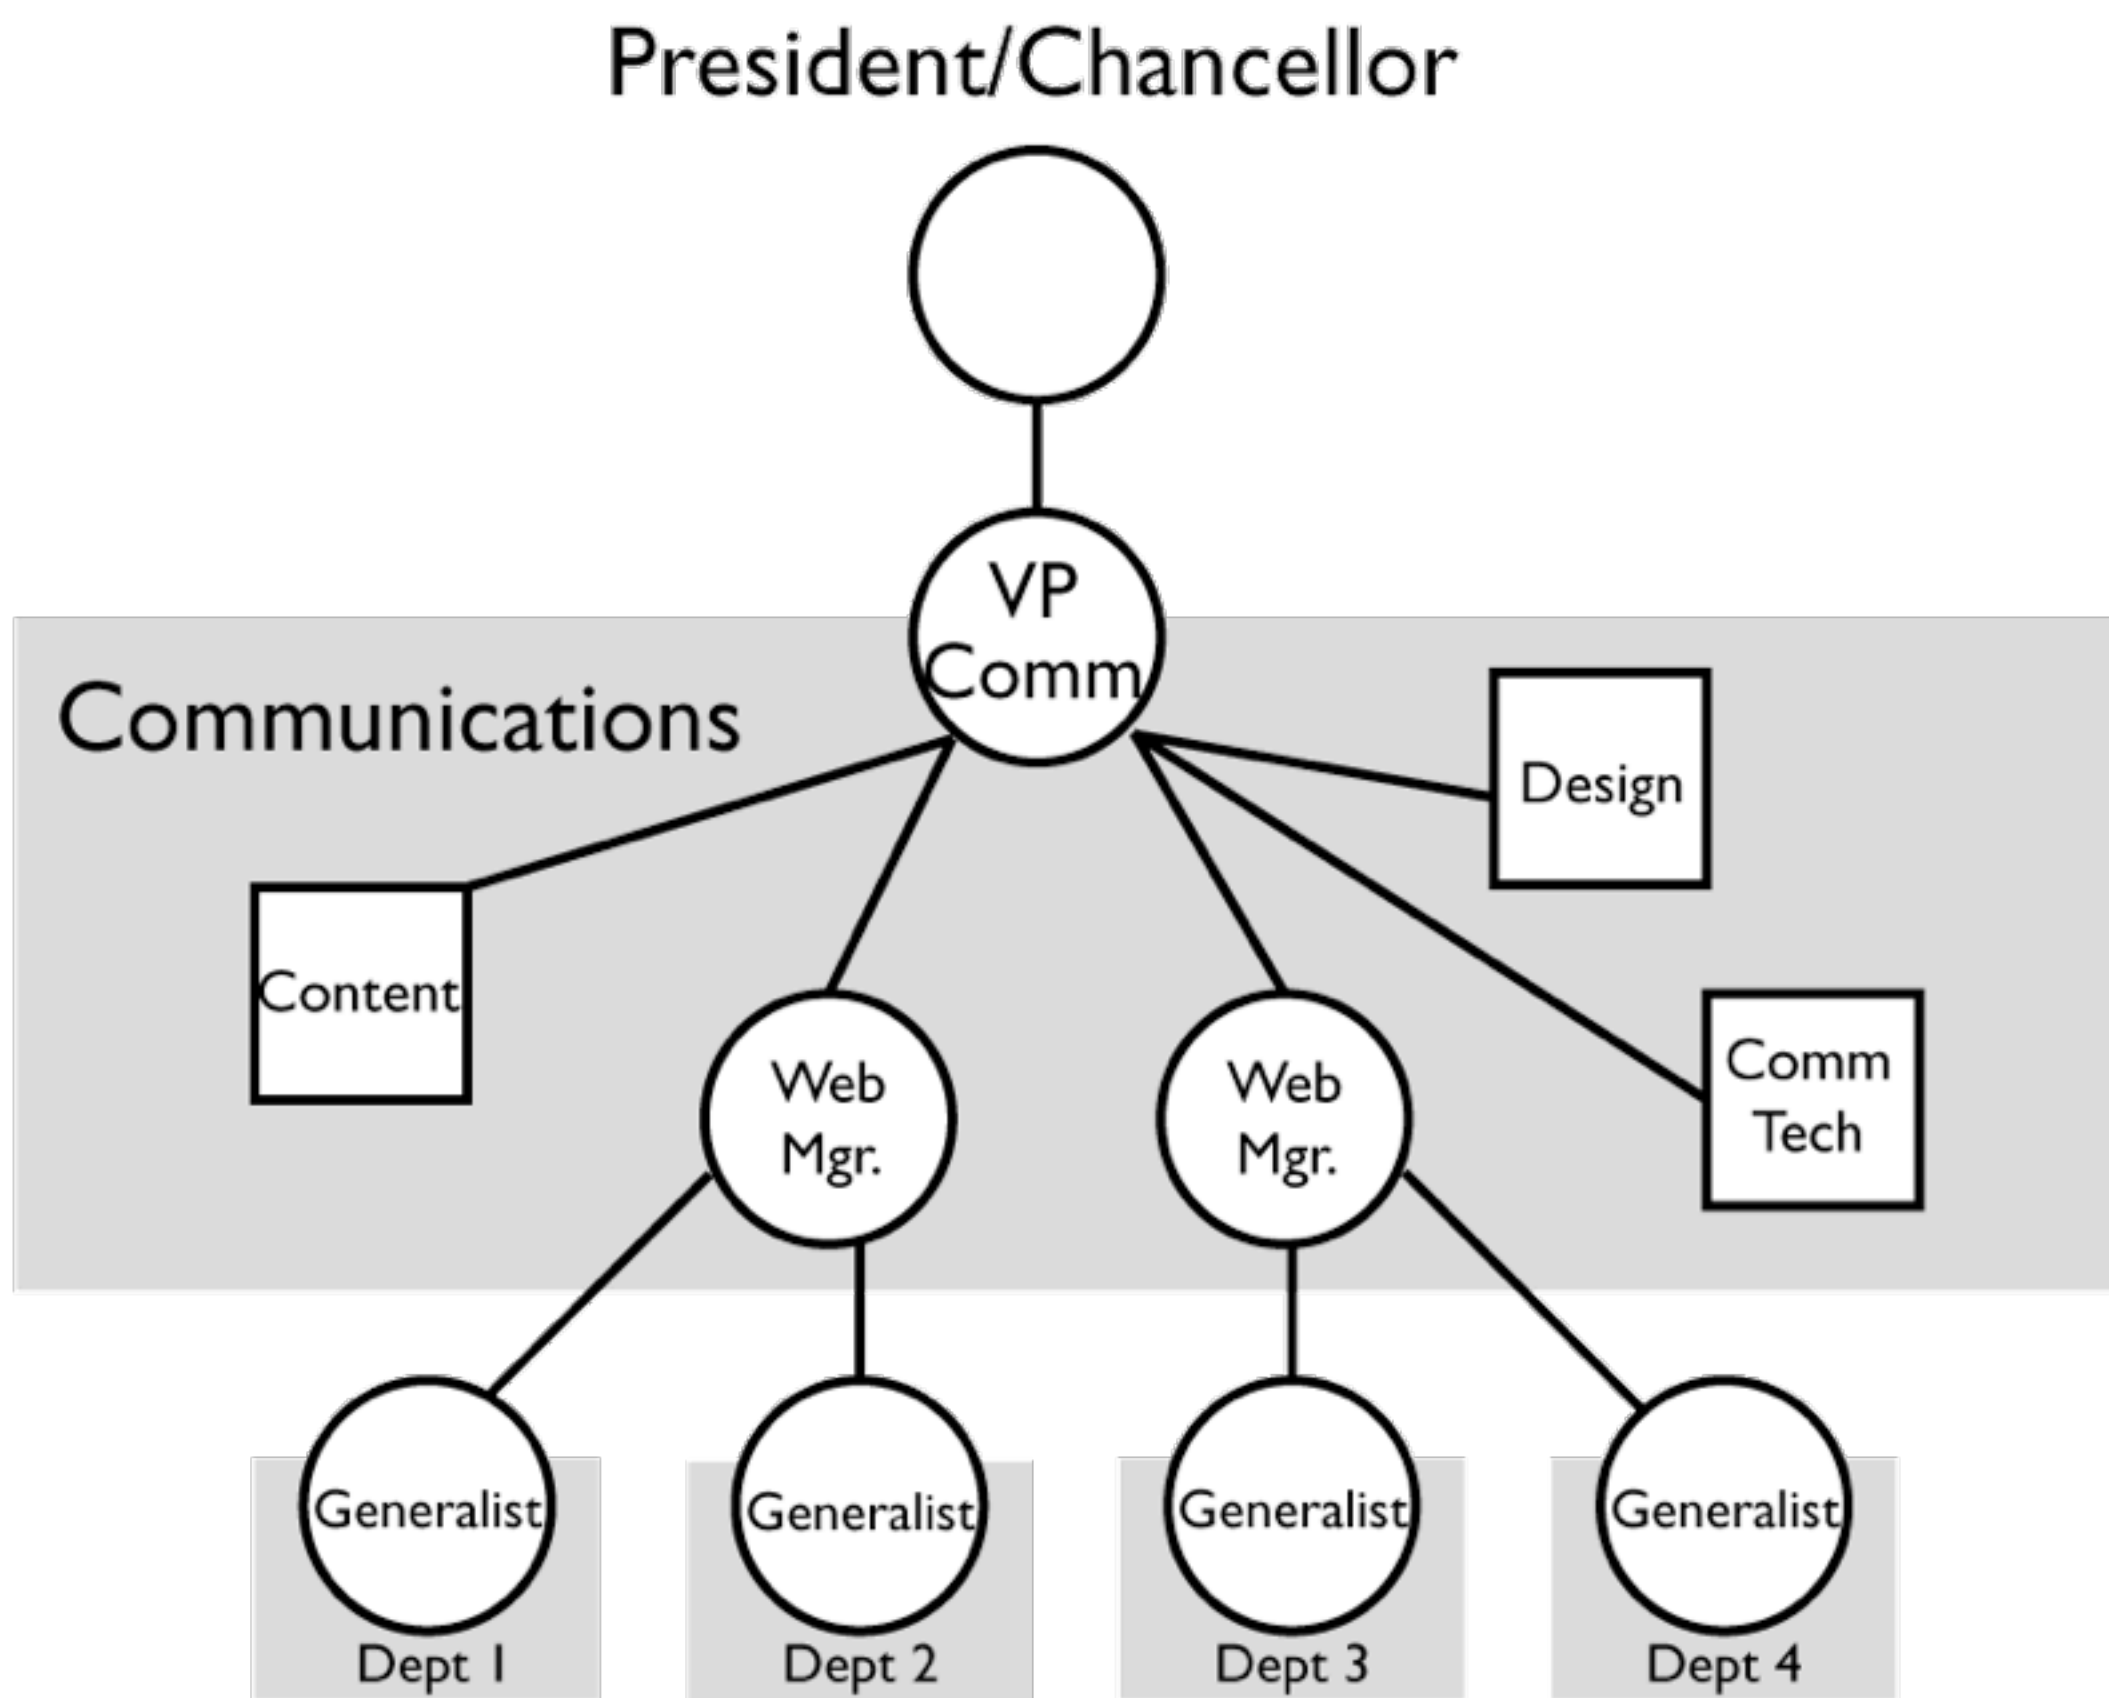 President/Chancellor
VP
Comm
Communications
Design
Content
Web
Mgr.
Web
Mgr.
Comm
Tech
Generalist
Generalist
Generalist
Generalist
Dept 1
Dept 2
Dept 3
Dept 4